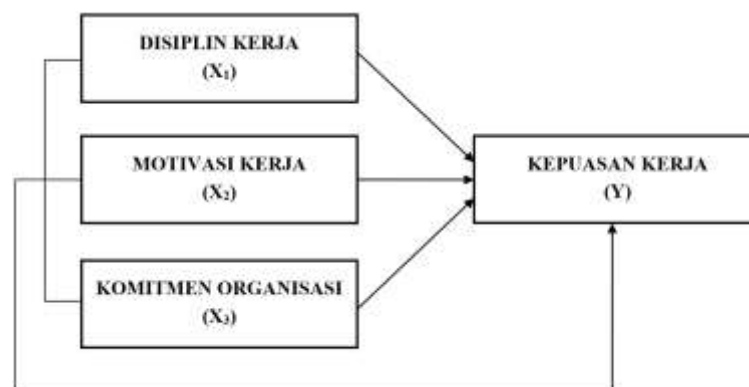 DISIPLIN KERJA
(X₁)
MOTIVASI KERJA
(X₂)
KOMITMEN ORGANISASI
(X₃)
KEPUASAN KERJA
(Y)